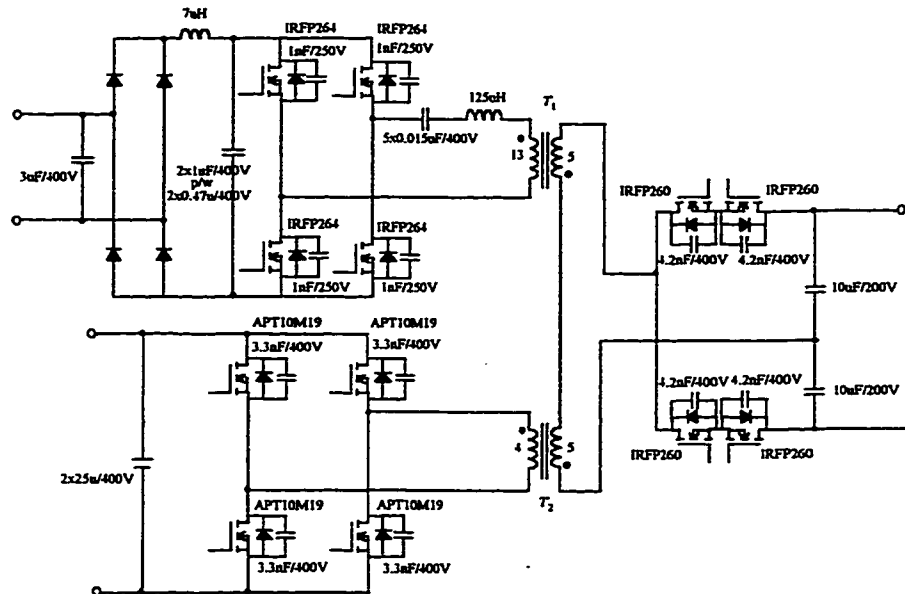 7uH
IRFP264
IRFP264
1nF/250V
1nF/250V
125uH
T1
5x0.015uF/400V
13
5
3uF/400V
2x1uF/400V
p/w
2x0.47u/400V
IRFP264
IRFP264
1nF/250V
1nF/250V
IRFP260
IRFP260
4.2nF/400V
4.2nF/400V
10uF/200V
APT10M19
APT10M19
3.3nF/400V
3.3nF/400V
4.2nF/400V
4.2nF/400V
10uF/200V
4
5
IRFP260
IRFP260
2x25u/400V
APT10M19
APT10M19
T2
3.3nF/400V
3.3nF/400V